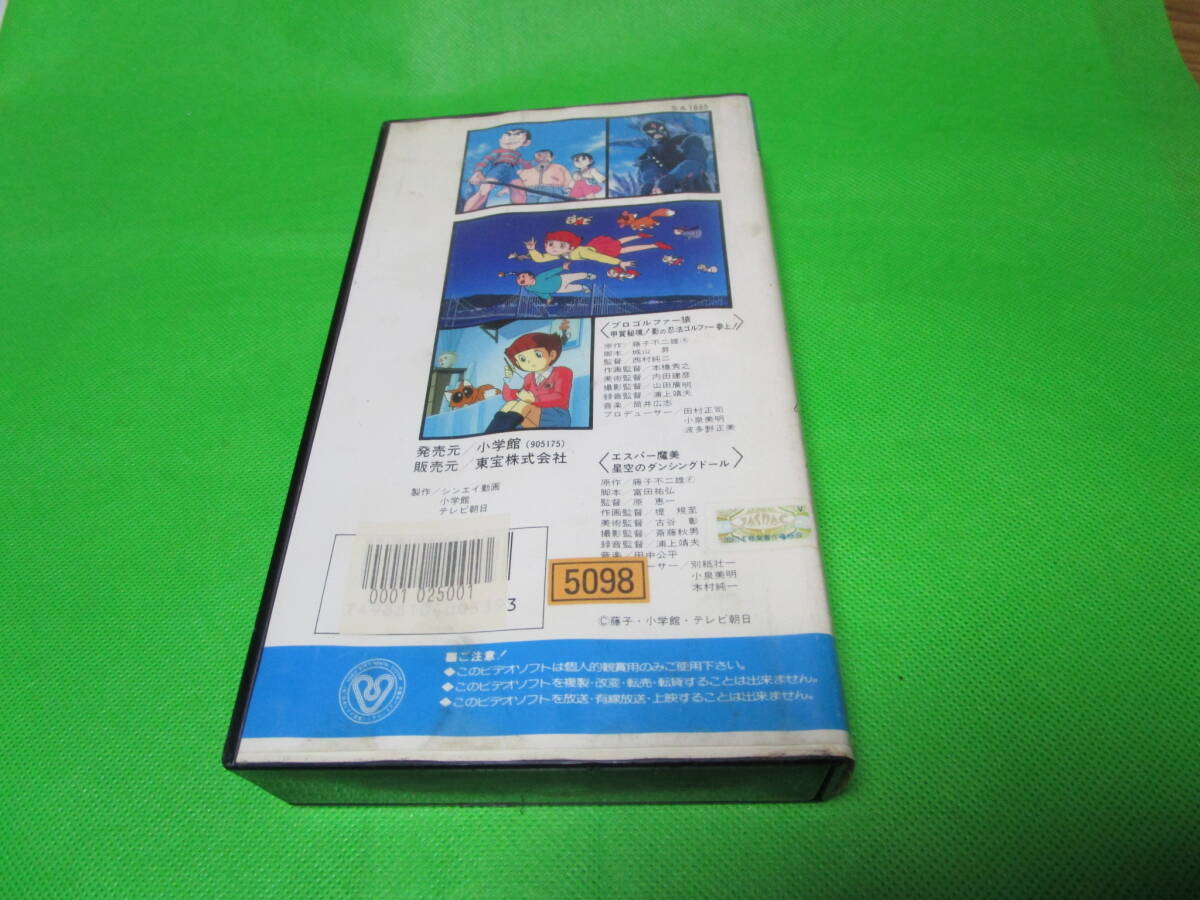 SA1695
〈プロゴルファー猿
甲賀秘境！影の忍法ゴルファー参上！〉
原作／藤子不二雄Ⓐ
脚本／城山 昇
監督／西村純二
作画監督／本橋秀之
美術監督／内田建彦
撮影監督／山田廣明
録音監督／浦上靖夫
音楽／筒井広志
プロデューサー／田村正司
小泉美明
波多野正美
発売元／小学館(905175)
販売元／東宝株式会社
製作／シンエイ動画
小学館
テレビ朝日
〈エスパー魔美
星空のダンシングドール〉
原作／藤子不二雄Ⓕ
脚本／富田祐弘
監督／原 恵一
作画監督／堤 規至
美術監督／古谷 彰
撮影監督／斎藤秋男
録音監督／浦上靖夫
音楽／田中公平
ーサー／別紙壮一
小泉美明
木村純一
JASRAC
0001 025001
3
5098
©藤子・小学館・テレビ朝日
■ご注意！
◆このビデオソフトは個人的観賞用のみご使用下さい。
◆このビデオソフトを複製・改変・転売・転貸することは出来ません。
◆このビデオソフトを放送・有線放送・上映することは出来ません。